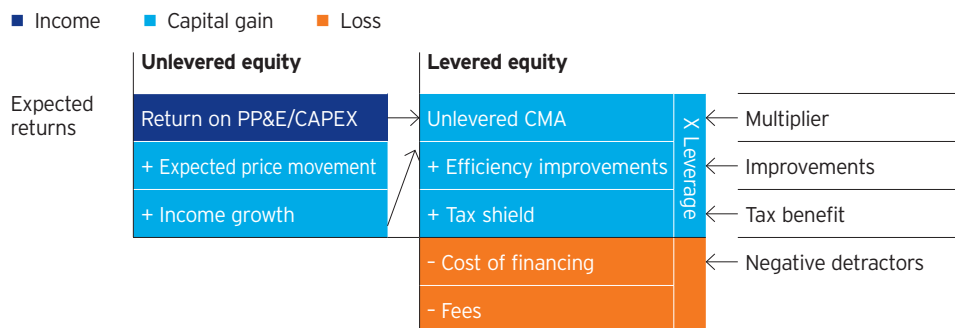 Income Capital gain Loss
Unlevered equity Levered equity
Expected
returns
Return on PP&E/CAPEX Unlevered CMA Multiplier
+ Expected price movement + Efficiency improvements Improvements
+ Income growth + Tax shield Tax benefit
X Leverage
– Cost of financing Negative detractors
– Fees